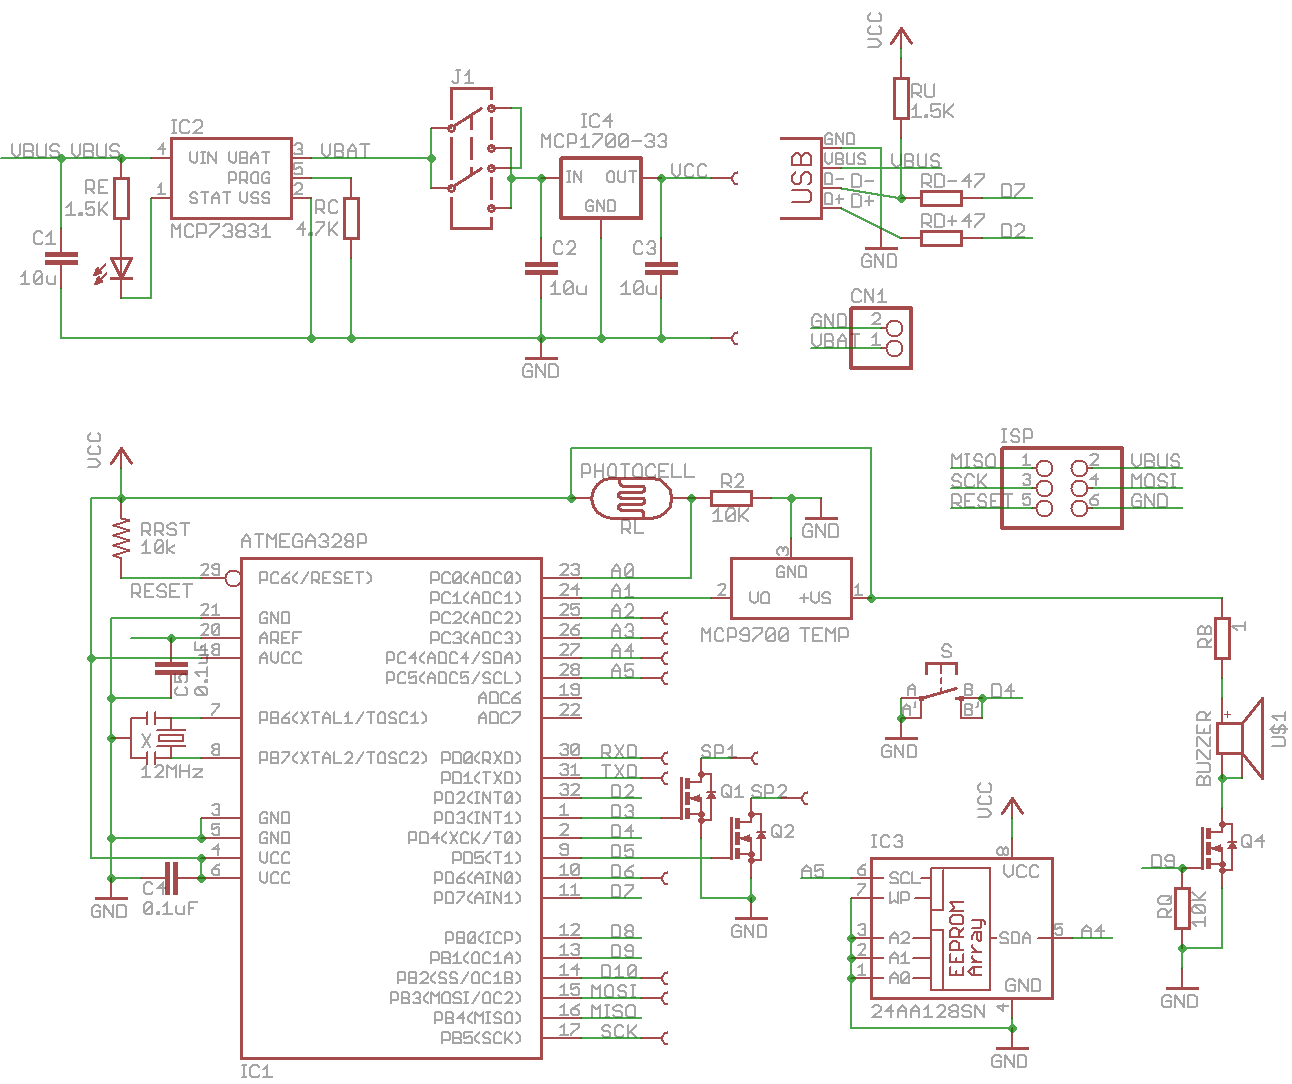 VCC
RU
1.5K
J1
IC2
IC4
MCP1700-33
VBUS VBUS
4
VIN VBAT
3
VBAT
5
PROG
1
STAT VSS
2
MCP73831
RE
1.5K
RC
4.7K
C1
10u
IN OUT
GND
VCC
C2
10u
C3
10u
GND
USB
GND
VBUS
VBUS
D- D-
D+ D+
RD-47
D7
RD+47
D2
GND
CN1
GND 2
VBAT 1
VCC
PHOTOCELL
RL
R2
10K
GND
ISP
MISO 1 2 VBUS
SCK 3 4 MOSI
RESET 5 6 GND
RRST
10k
RESET
ATMEGA328P
29 PC6(/RESET) PC0(ADC0) 23 A0
PC1(ADC1) 24 A1
21 GND PC2(ADC2) 25 A2
20 AREF PC3(ADC3) 26 A3
18 AVCC PC4(ADC4/SDA) 27 A4
PC5(ADC5/SCL) 28 A5
ADC6 19
7 PB6(XTAL1/TOSC1) ADC7 22
8 PB7(XTAL2/TOSC2) PD0(RXD) 30 RXD
PD1(TXD) 31 TXD
PD2(INT0) 32 D2
3 GND PD3(INT1) 1 D3
5 GND PD4(XCK/T0) 2 D4
4 VCC PD5(T1) 9 D5
6 VCC PD6(AIN0) 10 D6
PD7(AIN1) 11 D7
PB0(ICP) 12 D8
PB1(OC1A) 13 D9
PB2(SS/OC1B) 14 D10
PB3(MOSI/OC2) 15 MOSI
PB4(MISO) 16 MISO
PB5(SCK) 17 SCK
IC1
C5
0.1uF
X
12MHz
C4
0.1uF
GND
3
GND
2 VO +VS 1
MCP9700 TEMP
SP1
Q1
SP2
Q2
GND
S
A B D4
A' B'
GND
RB
1
BUZZER
+
U$1
Q4
D9
RQ
10K
GND
VCC
IC3
8
VCC
A5 6 SCL
7 WP
3 A2
2 A1
1 A0
EEPROM
Array
SDA 5 A4
GND
4
24AA128SN
GND